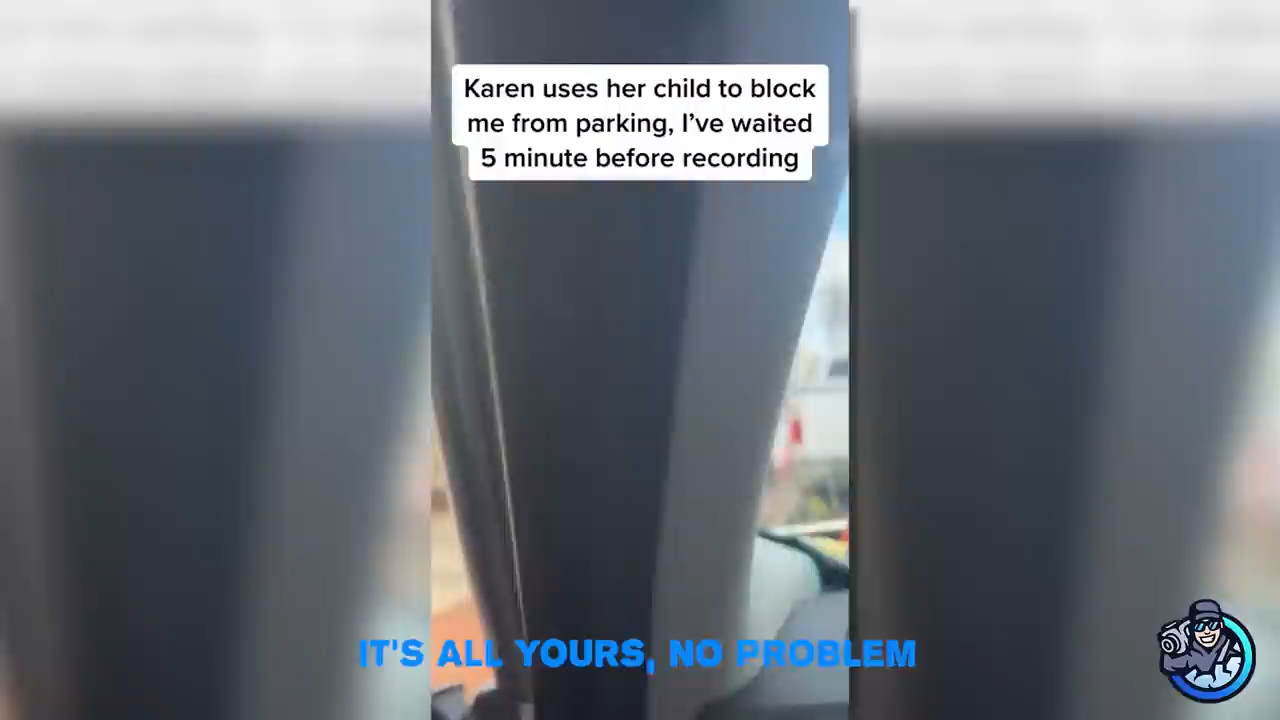 Karen uses her child to block
me from parking, I've waited
5 minute before recording
IT'S ALL YOURS, NO PROBLEM